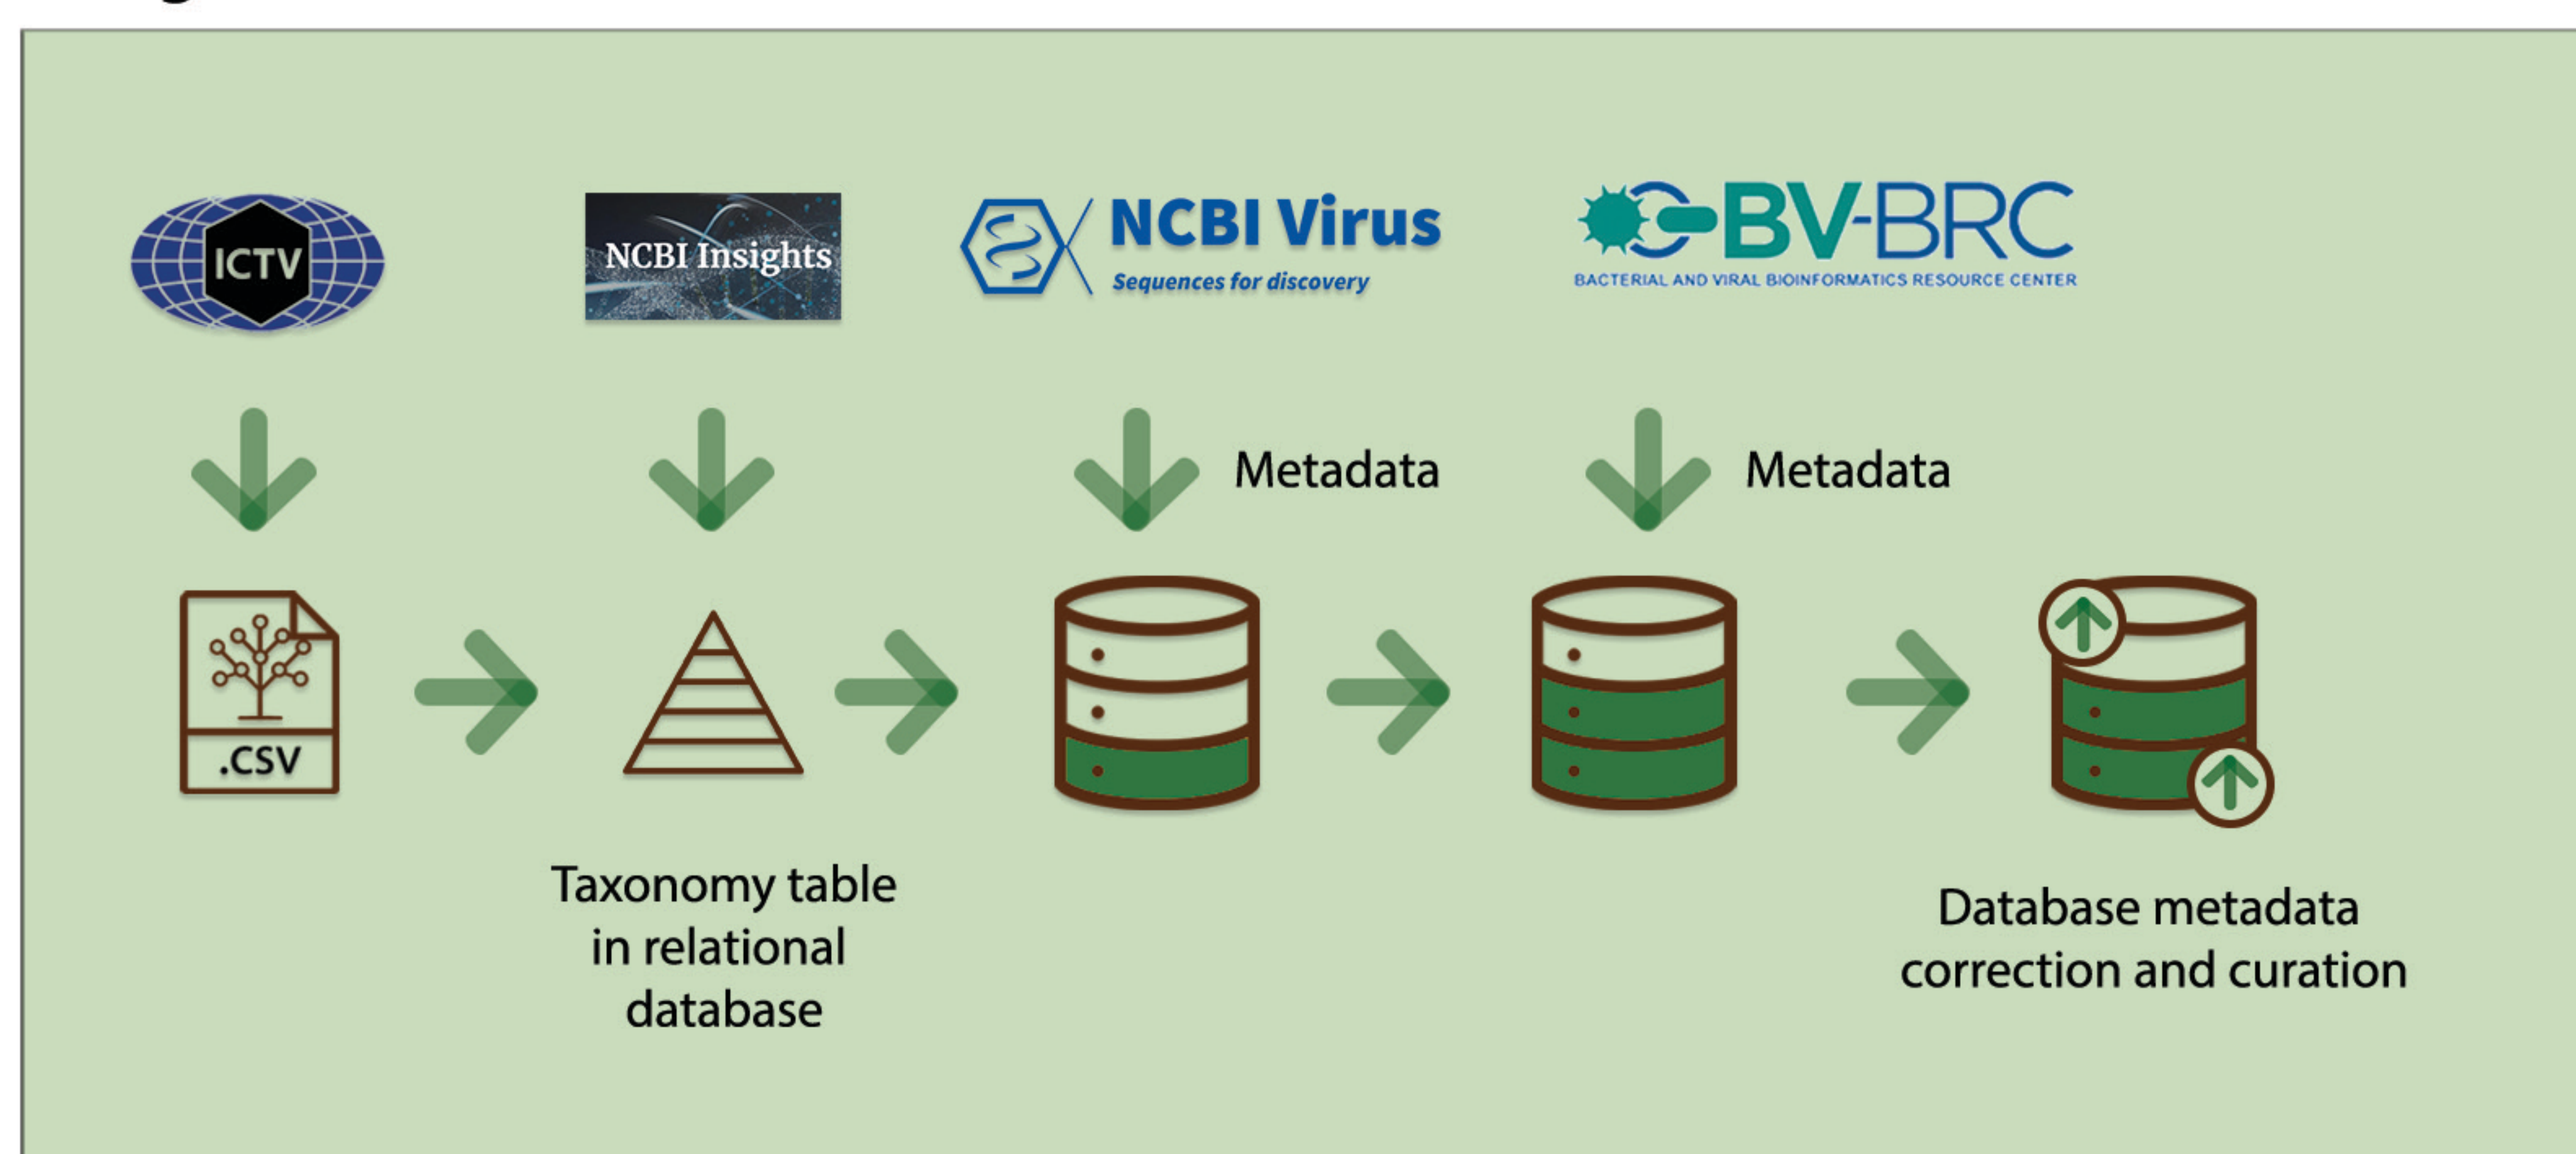 ICTV
NCBI Insights
NCBI Virus
Sequences for discovery
BV-BRC
BACTERIAL AND VIRAL BIOINFORMATICS RESOURCE CENTER
Metadata
Metadata
.CSV
Taxonomy table
in relational
database
Database metadata
correction and curation